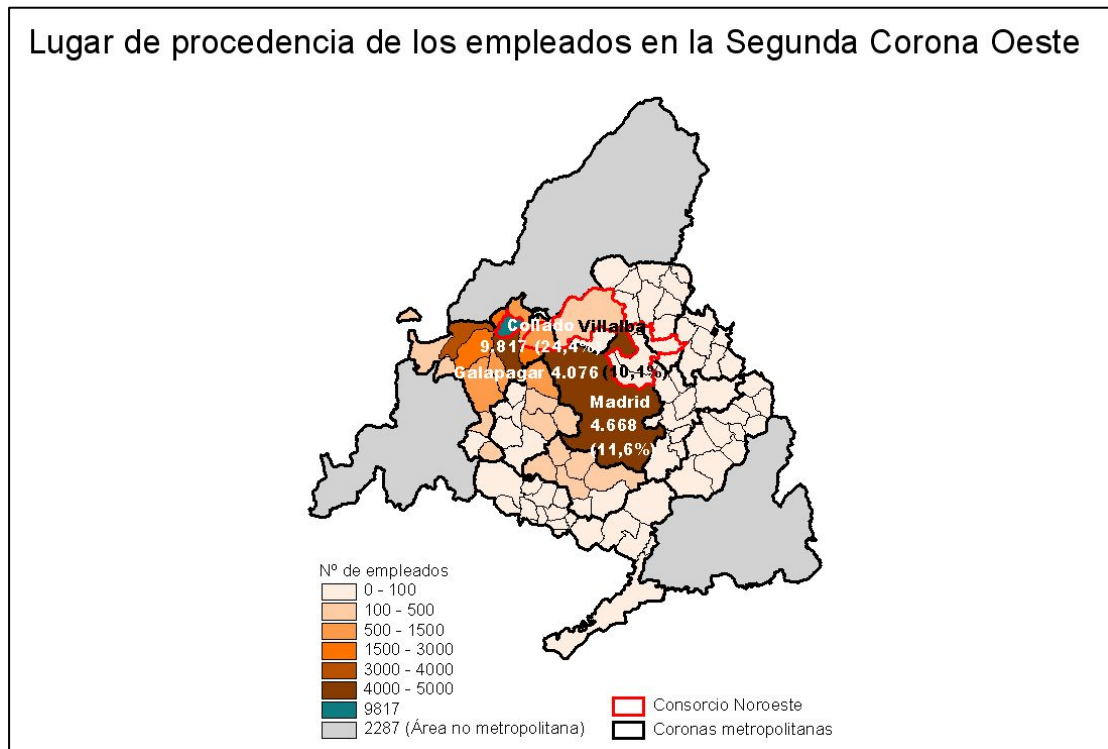 Lugar de procedencia de los empleados en la Segunda Corona Oeste
Collado Villalba
9.817 (24,4%)
Galapagar 4.076 (10,1%)
Madrid
4.668
(11,6%)
Nº de empleados
0 - 100
100 - 500
500 - 1500
1500 - 3000
3000 - 4000
4000 - 5000
9817
2287 (Área no metropolitana)
Consorcio Noroeste
Coronas metropolitanas